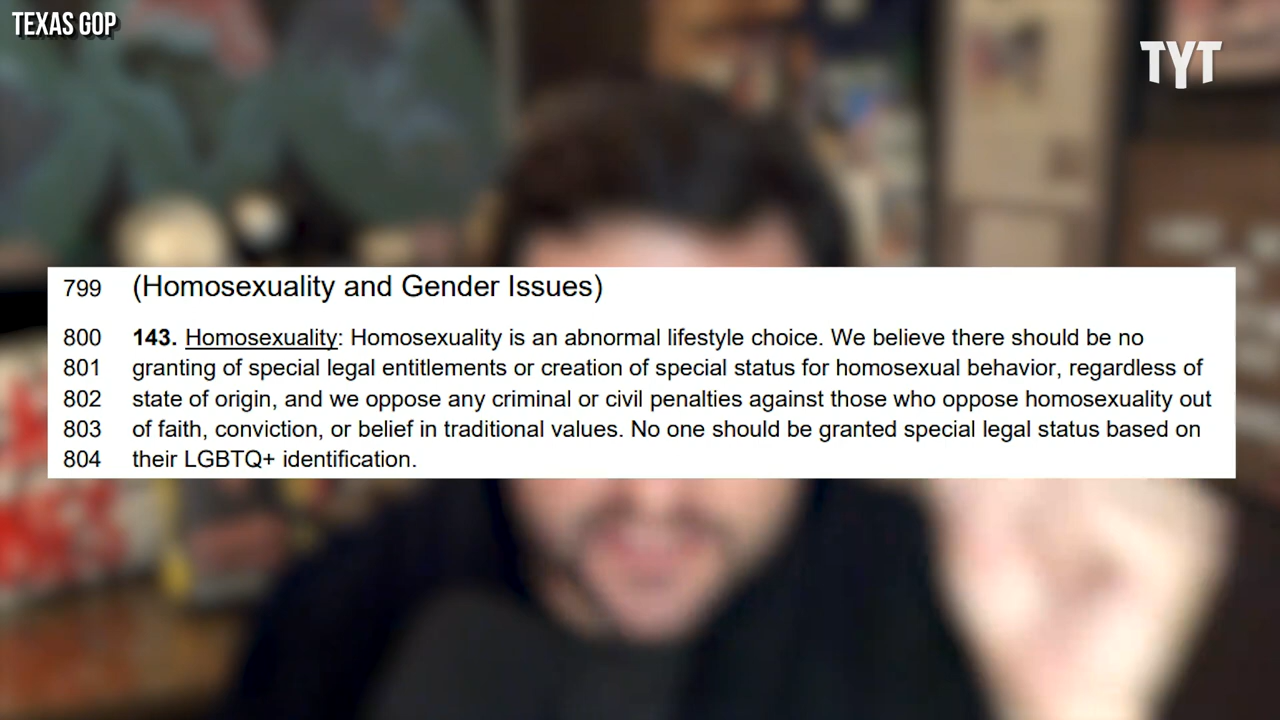 TEXAS GOP
TYT
799 (Homosexuality and Gender Issues)
800 143. Homosexuality: Homosexuality is an abnormal lifestyle choice. We believe there should be no
801 granting of special legal entitlements or creation of special status for homosexual behavior, regardless of
802 state of origin, and we oppose any criminal or civil penalties against those who oppose homosexuality out
803 of faith, conviction, or belief in traditional values. No one should be granted special legal status based on
804 their LGBTQ+ identification.